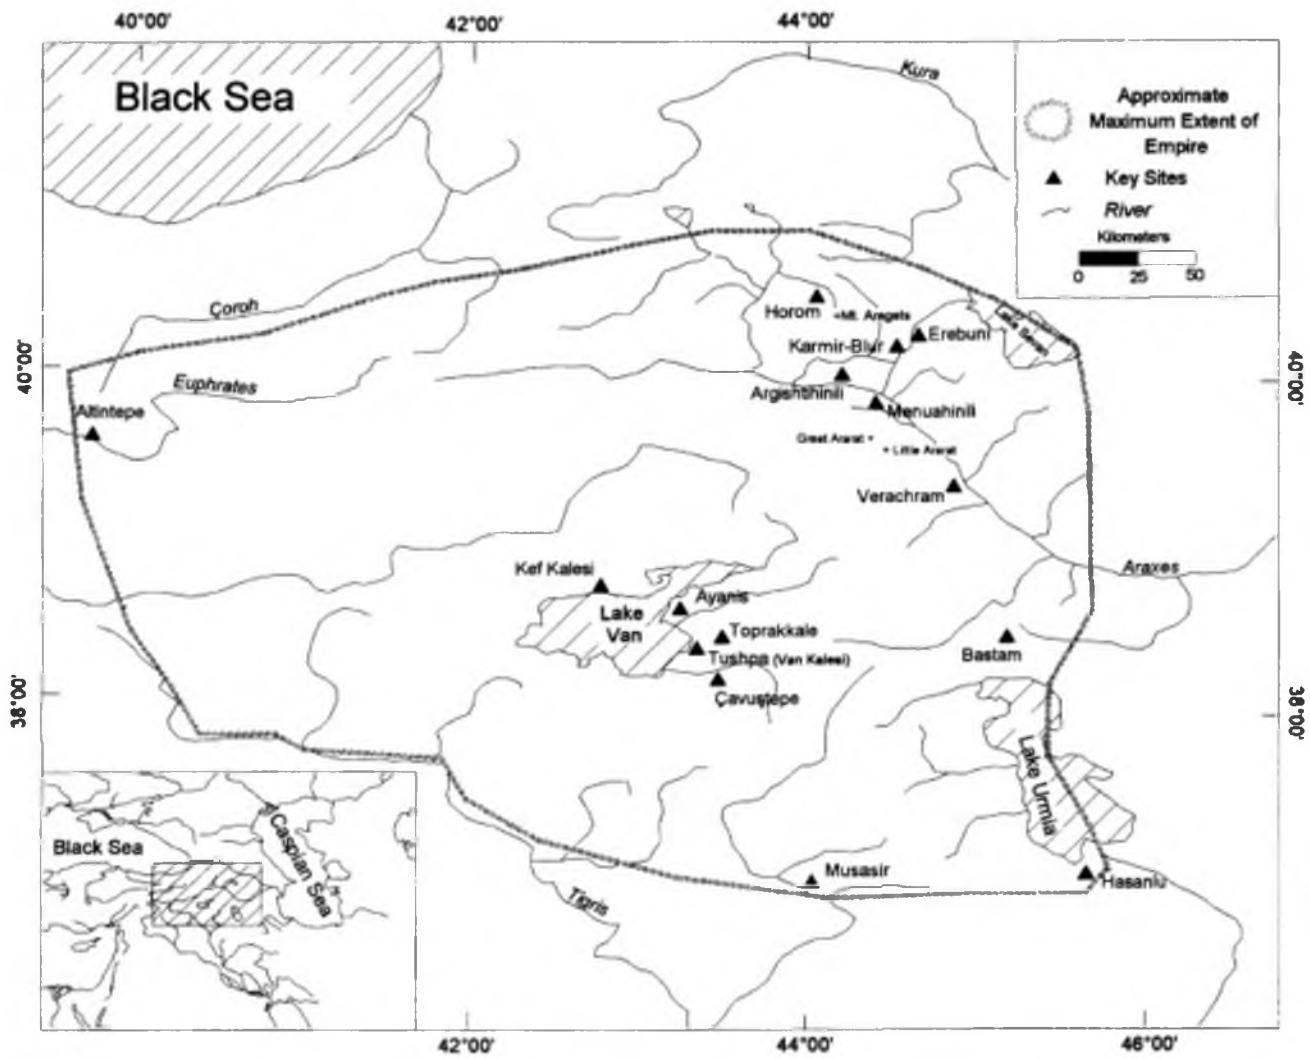 40°00'
42°00'
44°00'
Black Sea
Kura
Approximate
Maximum Extent of
Empire
Key Sites
River
Kilometers
0 25 50
Çoroh
Horom
Mt. Aragats
Lake Sevan
Karmir-Blur
Erebuni
40°00'
40°00'
Euphrates
Argishtihinili
Altintepe
Menuahinili
Great Ararat
Little Ararat
Verachram
Kef Kalesi
Araxes
Ayanis
Lake
Van
Toprakkale
Tushpa (Van Kalesi)
Bastam
Çavustepe
38°00'
38°00'
Lake Urmia
Black Sea
Caspian Sea
Musasir
Hasanlu
Tigris
42°00'
44°00'
46°00'